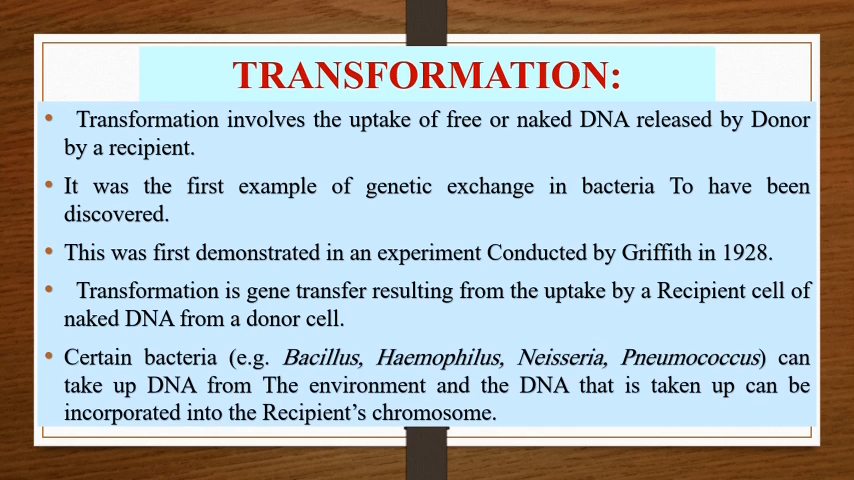 TRANSFORMATION:
• Transformation involves the uptake of free or naked DNA released by Donor
by a recipient.
• It was the first example of genetic exchange in bacteria To have been
discovered.
• This was first demonstrated in an experiment Conducted by Griffith in 1928.
• Transformation is gene transfer resulting from the uptake by a Recipient cell of
naked DNA from a donor cell.
• Certain bacteria (e.g. Bacillus, Haemophilus, Neisseria, Pneumococcus) can
take up DNA from The environment and the DNA that is taken up can be
incorporated into the Recipient’s chromosome.